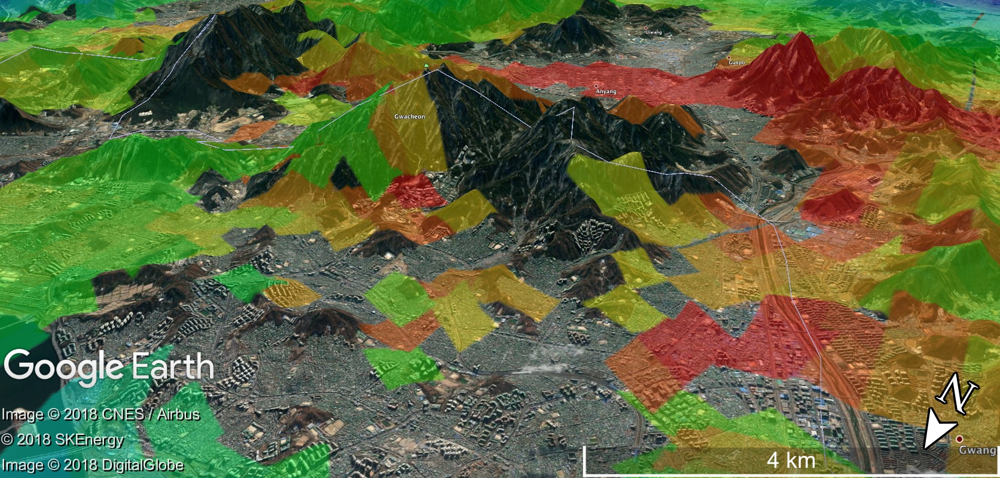 Uiwang
Gunpo
Anyang
Gwacheon
Google Earth
N
Image © 2018 CNES / Airbus
© 2018 SKEnergy
Image © 2018 DigitalGlobe
4 km
Gwang